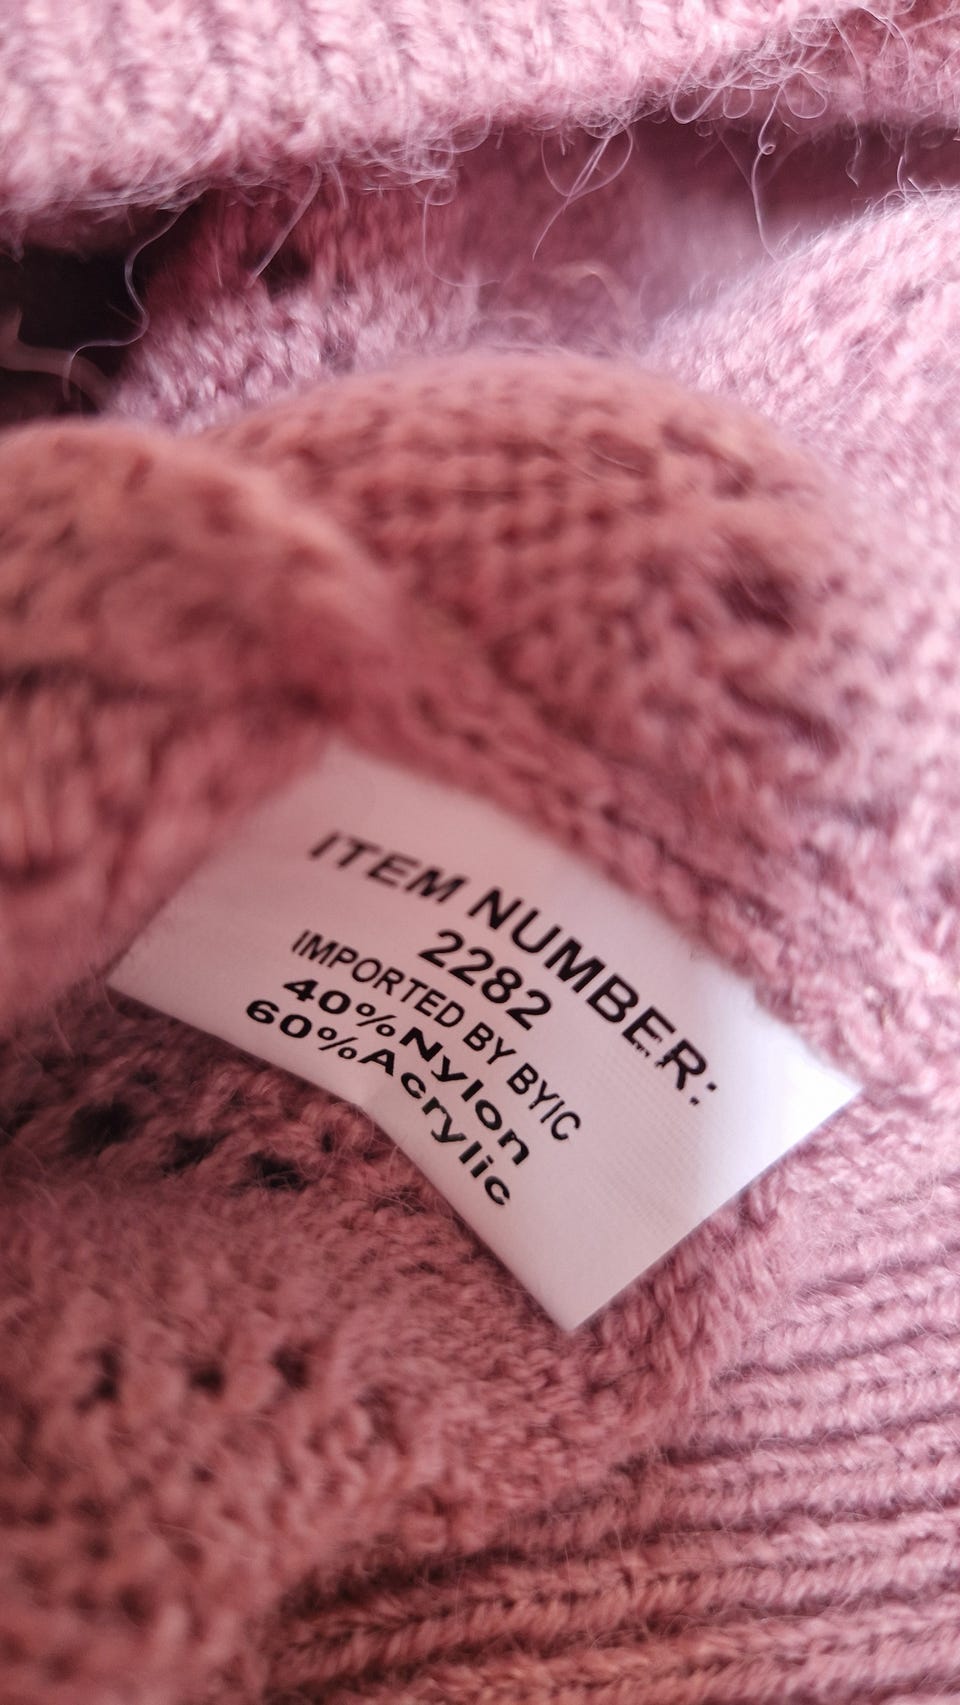 ITEM NUMBER:
2282
IMPORTED BY BYIC
40%Nylon
60%Acrylic